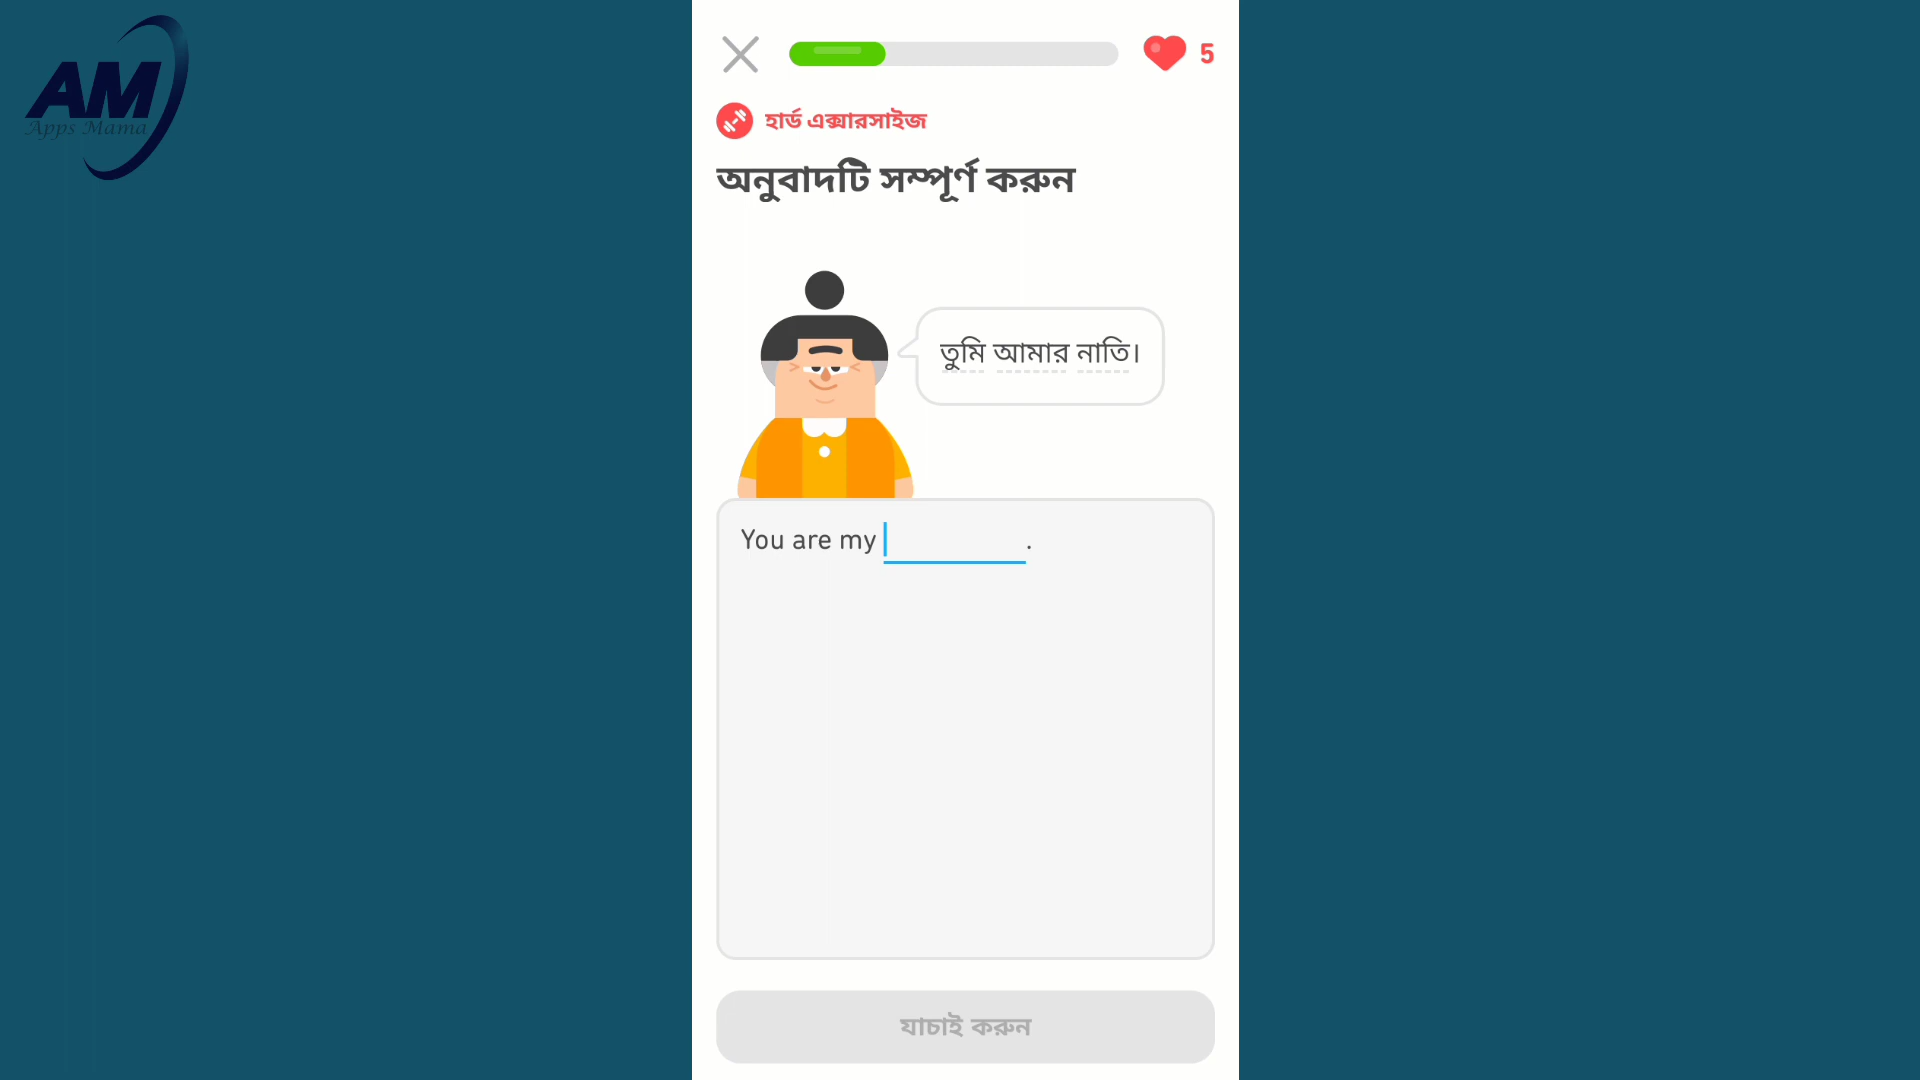 AM
Apps Mama
5
হার্ড এক্সারসাইজ
অনুবাদটি সম্পূর্ণ করুন
তুমি আমার নাতি।
You are my .
যাচাই করুন